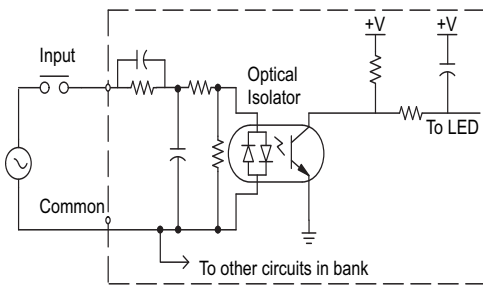 +V
+V
Input
Optical
Isolator
To LED
Common
To other circuits in bank